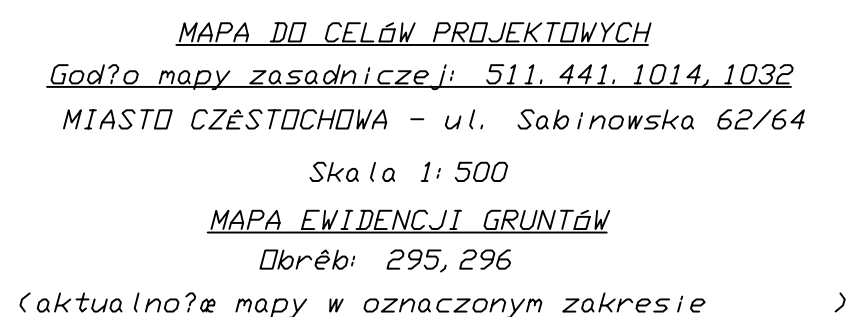 MAPA DO CELóW PROJEKTOWYCH
God?o mapy zasadniczej: 511.441.1014,1032
MIASTO CZÊSTOCHOWA - ul. Sabinowska 62/64
Skala 1:500
MAPA EWIDENCJI GRUNTóW
Obrêb: 295,296
(aktualno?œ mapy w oznaczonym zakresie )